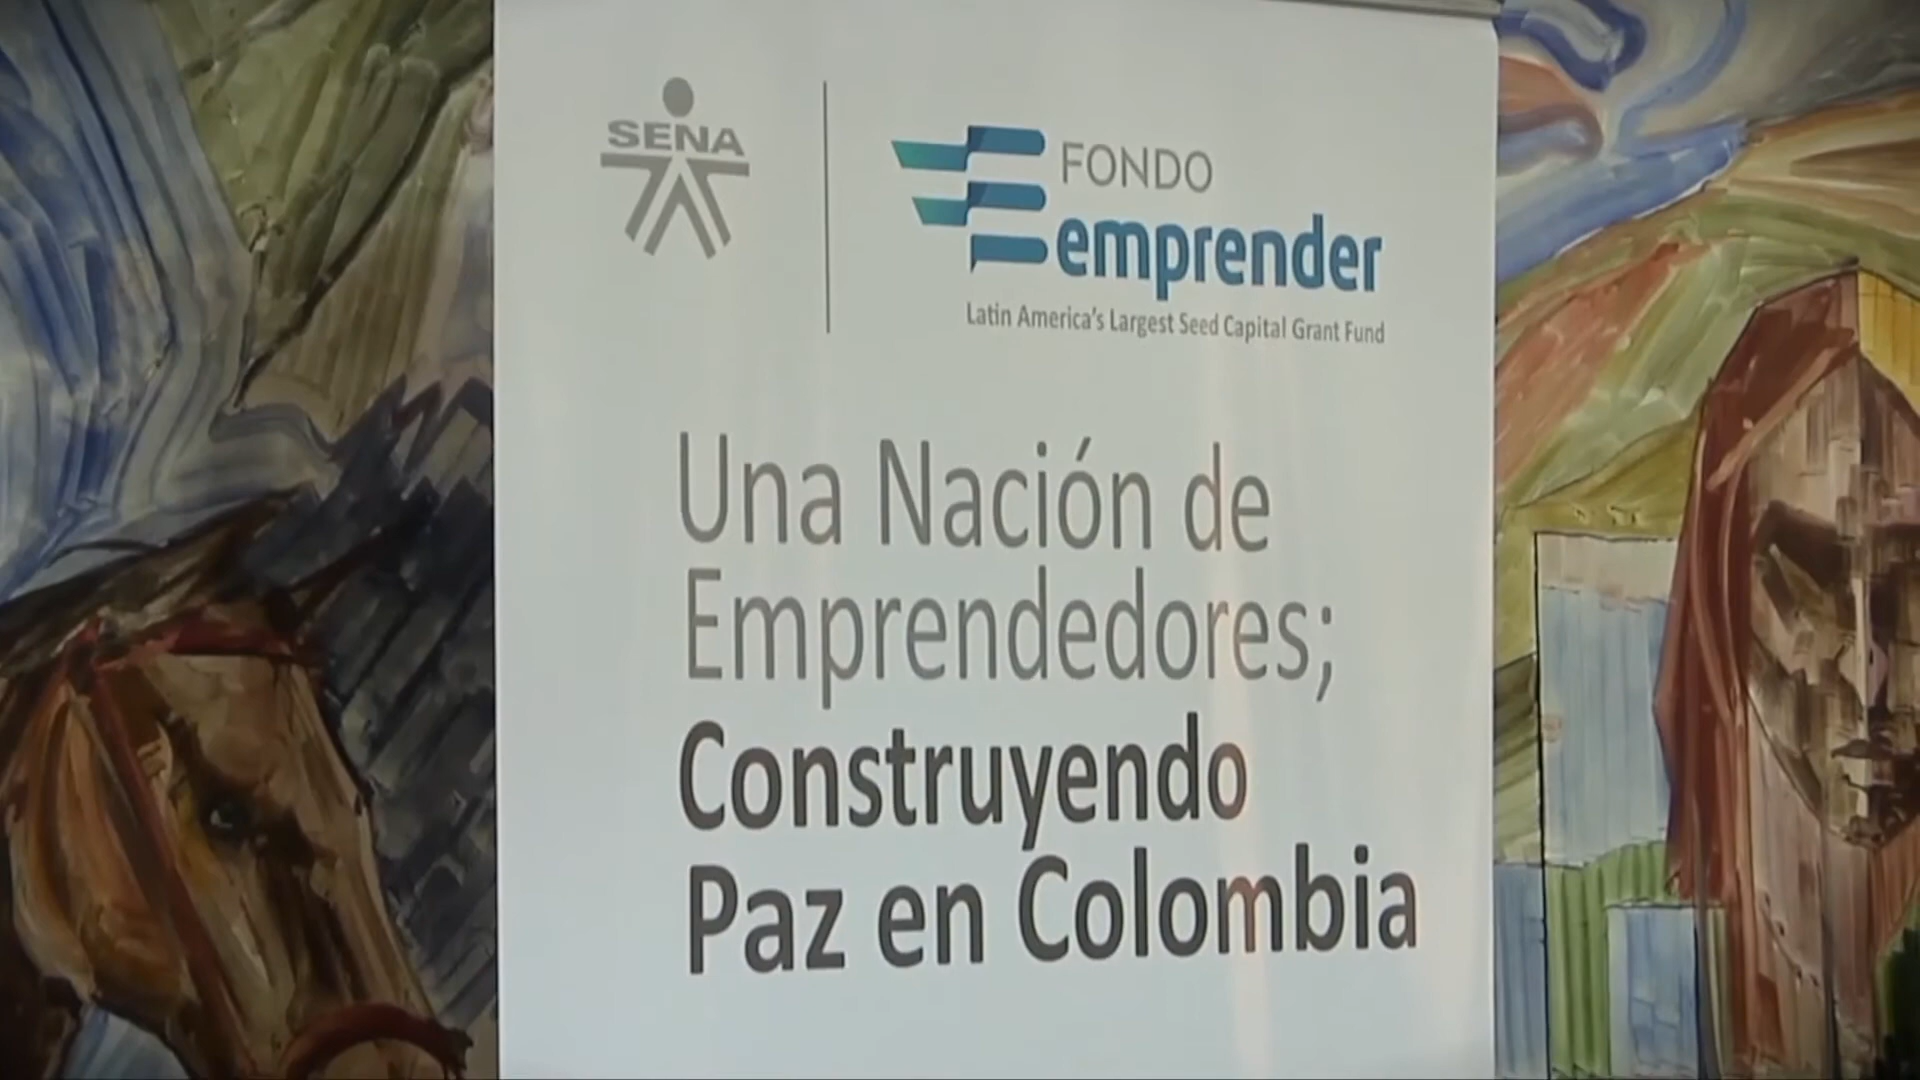 SENA
FONDO
emprender
Latin America's Largest Seed Capital Grant Fund
Una Nación de
Emprendedores;
Construyendo
Paz en Colombia